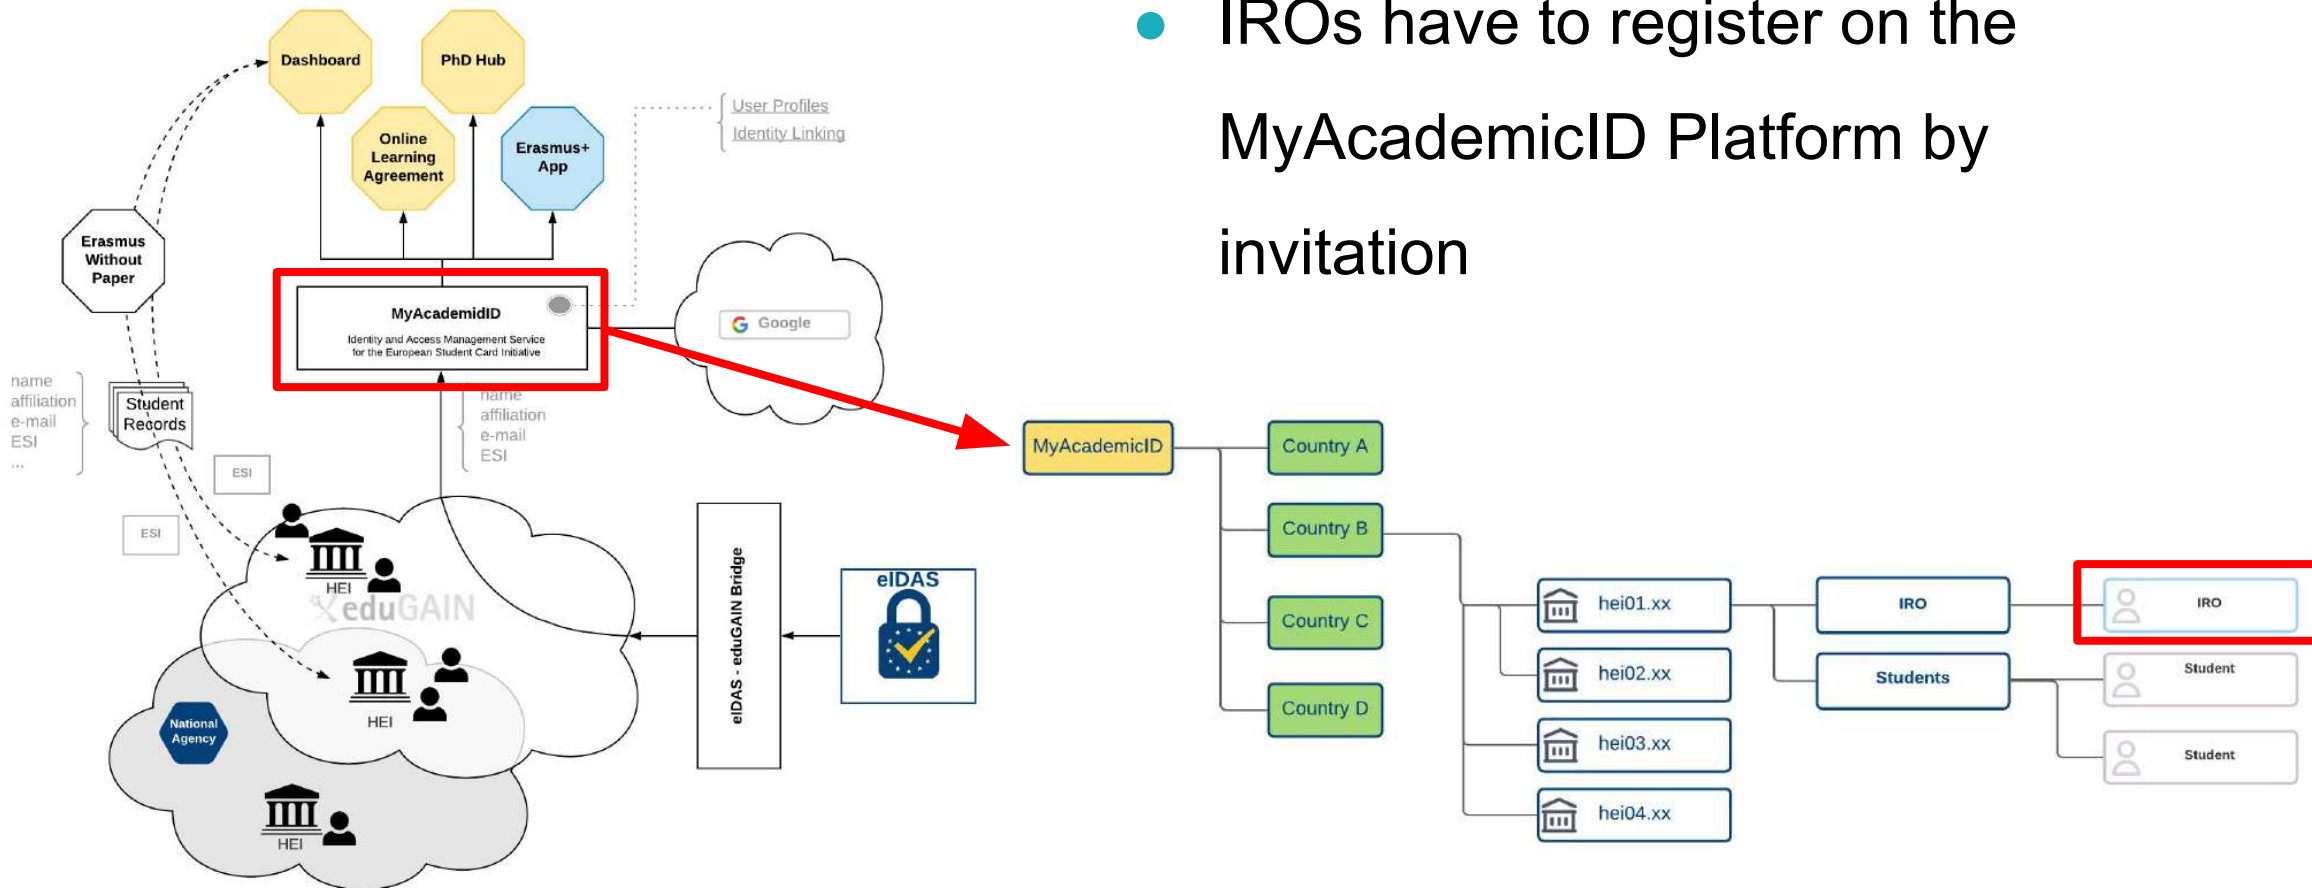 IROs have to register on the
MyAcademicID Platform by
invitation
Dashboard
PhD Hub
Online
Learning
Agreement
Erasmus+
App
User Profiles
Identity Linking
Erasmus
Without
Paper
MyAcademidID
Identity and Access Management Service
for the European Student Card Initiative
Google
name
affiliation
e-mail
ESI
...
Student
Records
name
affiliation
e-mail
ESI
ESI
ESI
HEI
eduGAIN
HEI
National
Agency
HEI
eIDAS - eduGAIN Bridge
eIDAS
MyAcademicID
Country A
Country B
Country C
Country D
hei01.xx
hei02.xx
hei03.xx
hei04.xx
IRO
Students
IRO
Student
Student